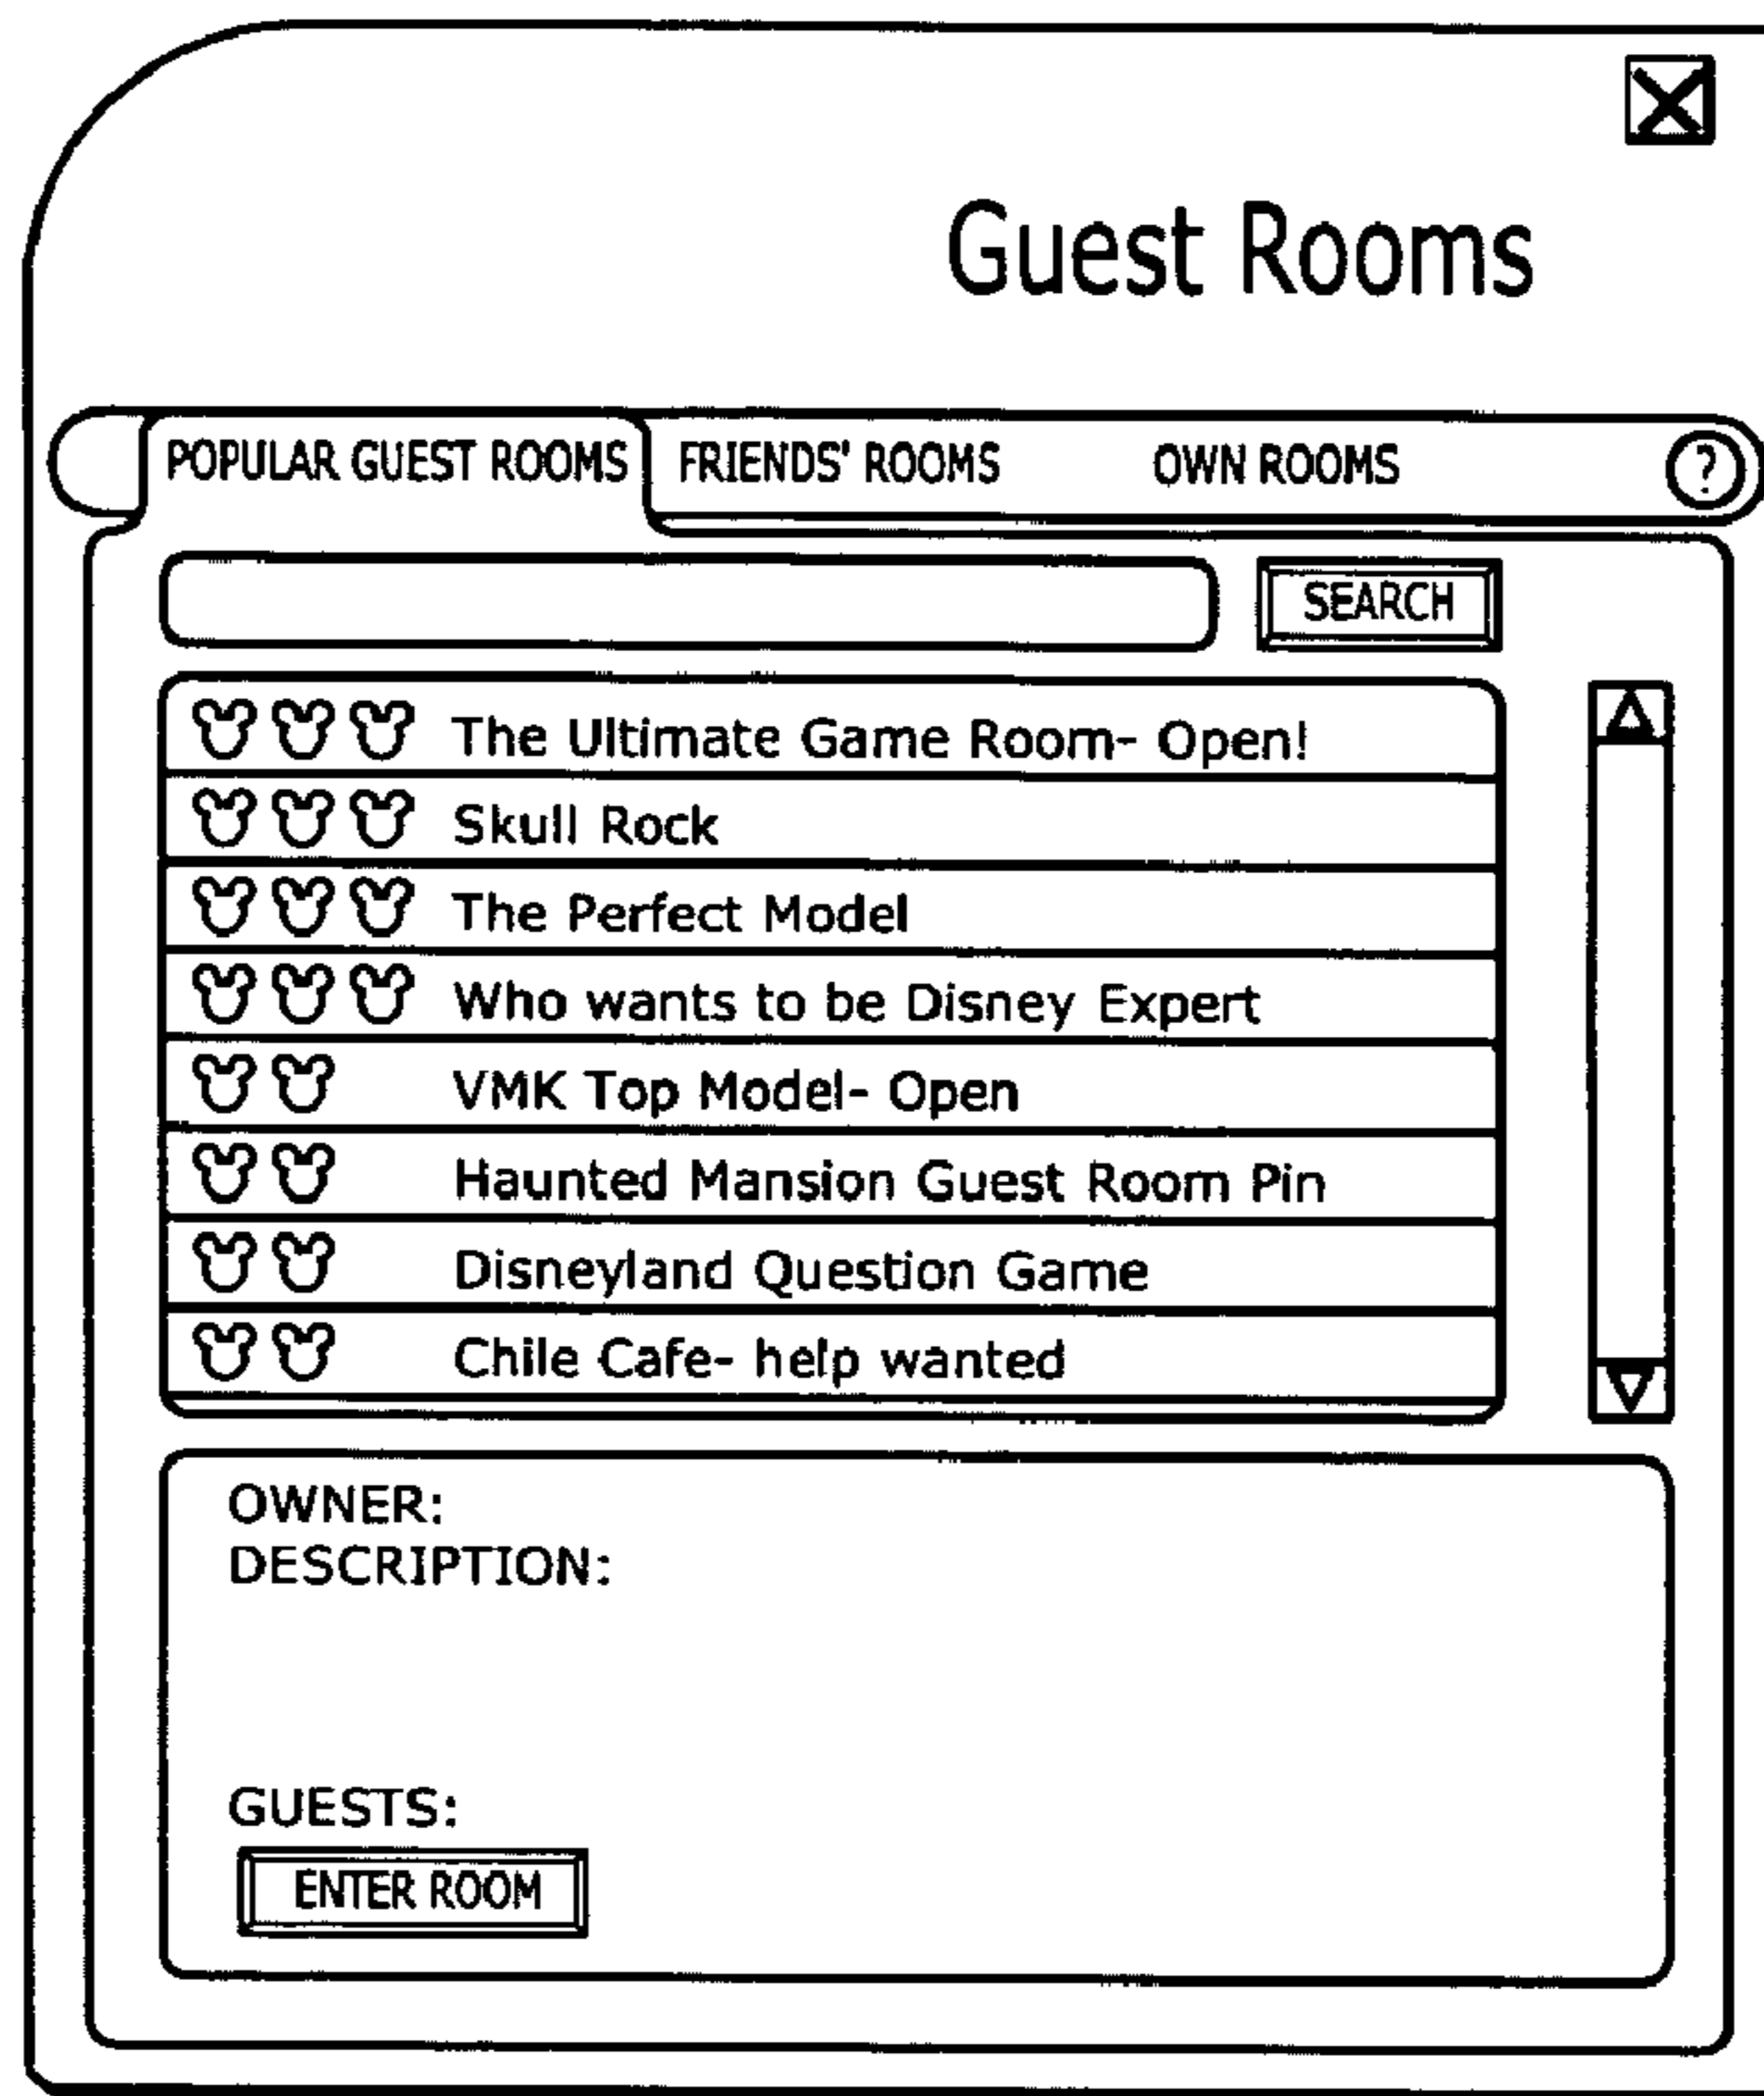 Guest Rooms
POPULAR GUEST ROOMS FRIENDS' ROOMS OWN ROOMS ?
SEARCH
The Ultimate Game Room- Open!
Skull Rock
The Perfect Model
Who wants to be Disney Expert
VMK Top Model- Open
Haunted Mansion Guest Room Pin
Disneyland Question Game
Chile Cafe- help wanted
OWNER:
DESCRIPTION:
GUESTS:
ENTER ROOM